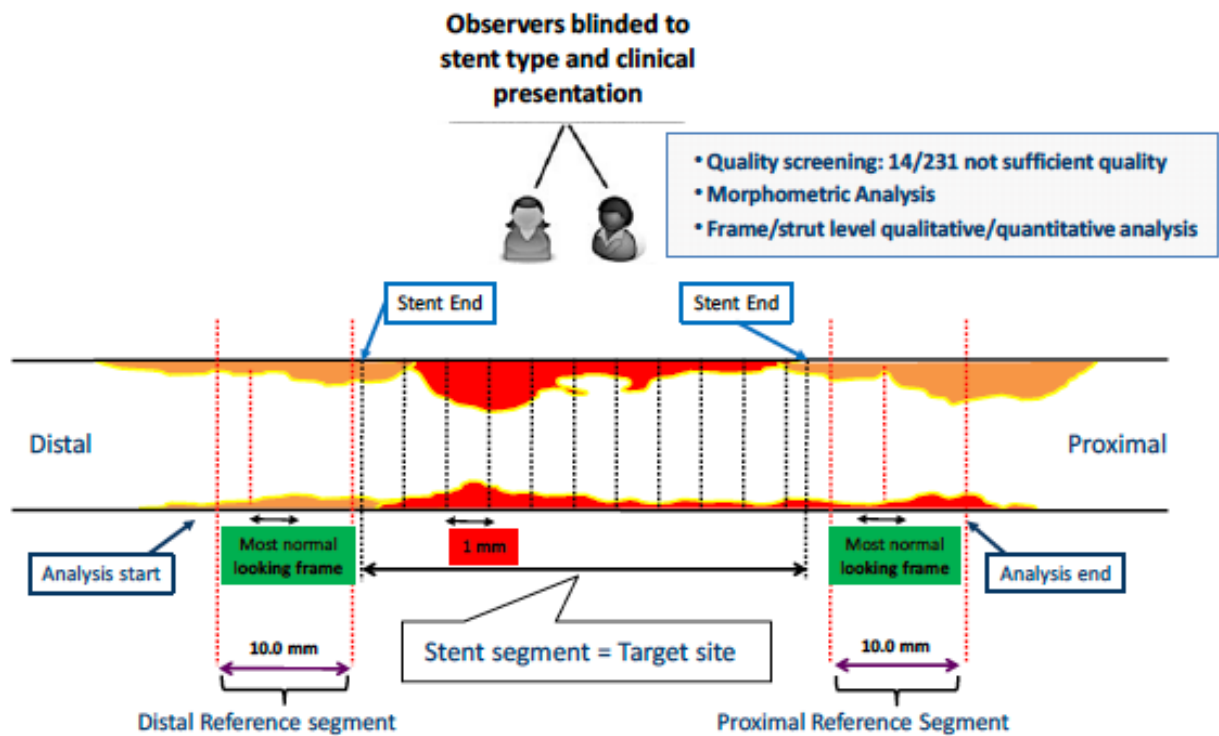 Observers blinded to
stent type and clinical
presentation
• Quality screening: 14/231 not sufficient quality
• Morphometric Analysis
• Frame/strut level qualitative/quantitative analysis
Stent End
Stent End
Distal
Proximal
Analysis start
Most normal
looking frame
1 mm
Most normal
looking frame
Analysis end
Stent segment = Target site
10.0 mm
10.0 mm
Distal Reference segment
Proximal Reference Segment